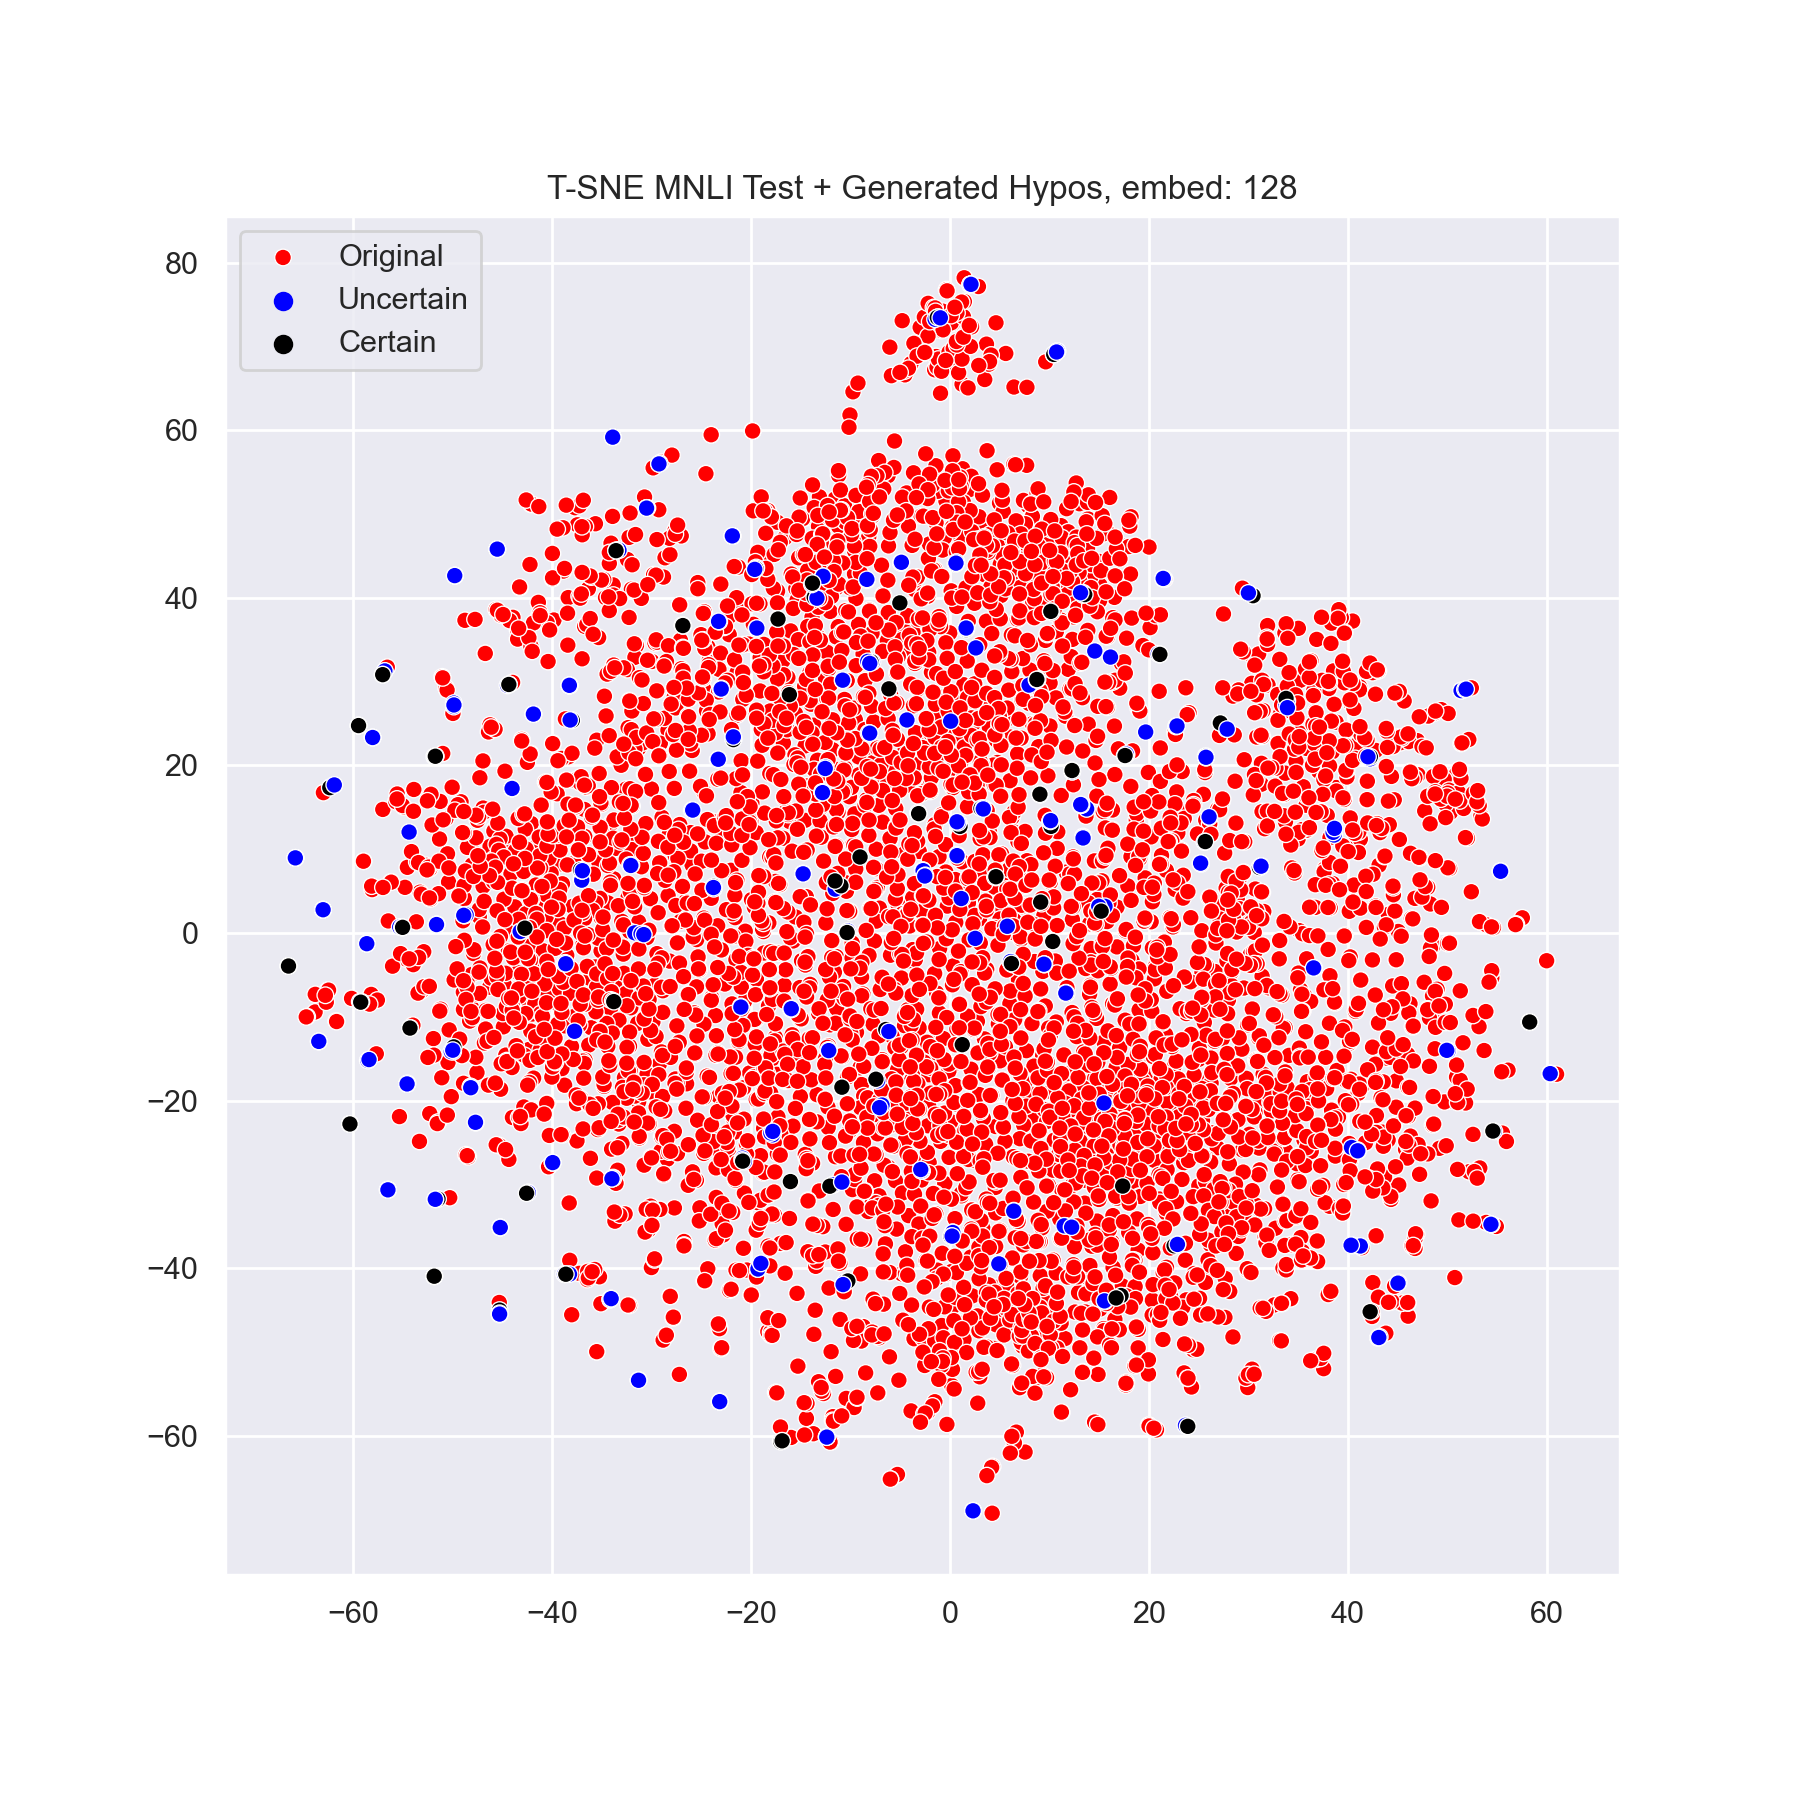 T-SNE MNLI Test + Generated Hypos, embed: 128
Original
Uncertain
Certain
80
60
40
20
0
−20
−40
−60
−60 −40 −20 0 20 40 60